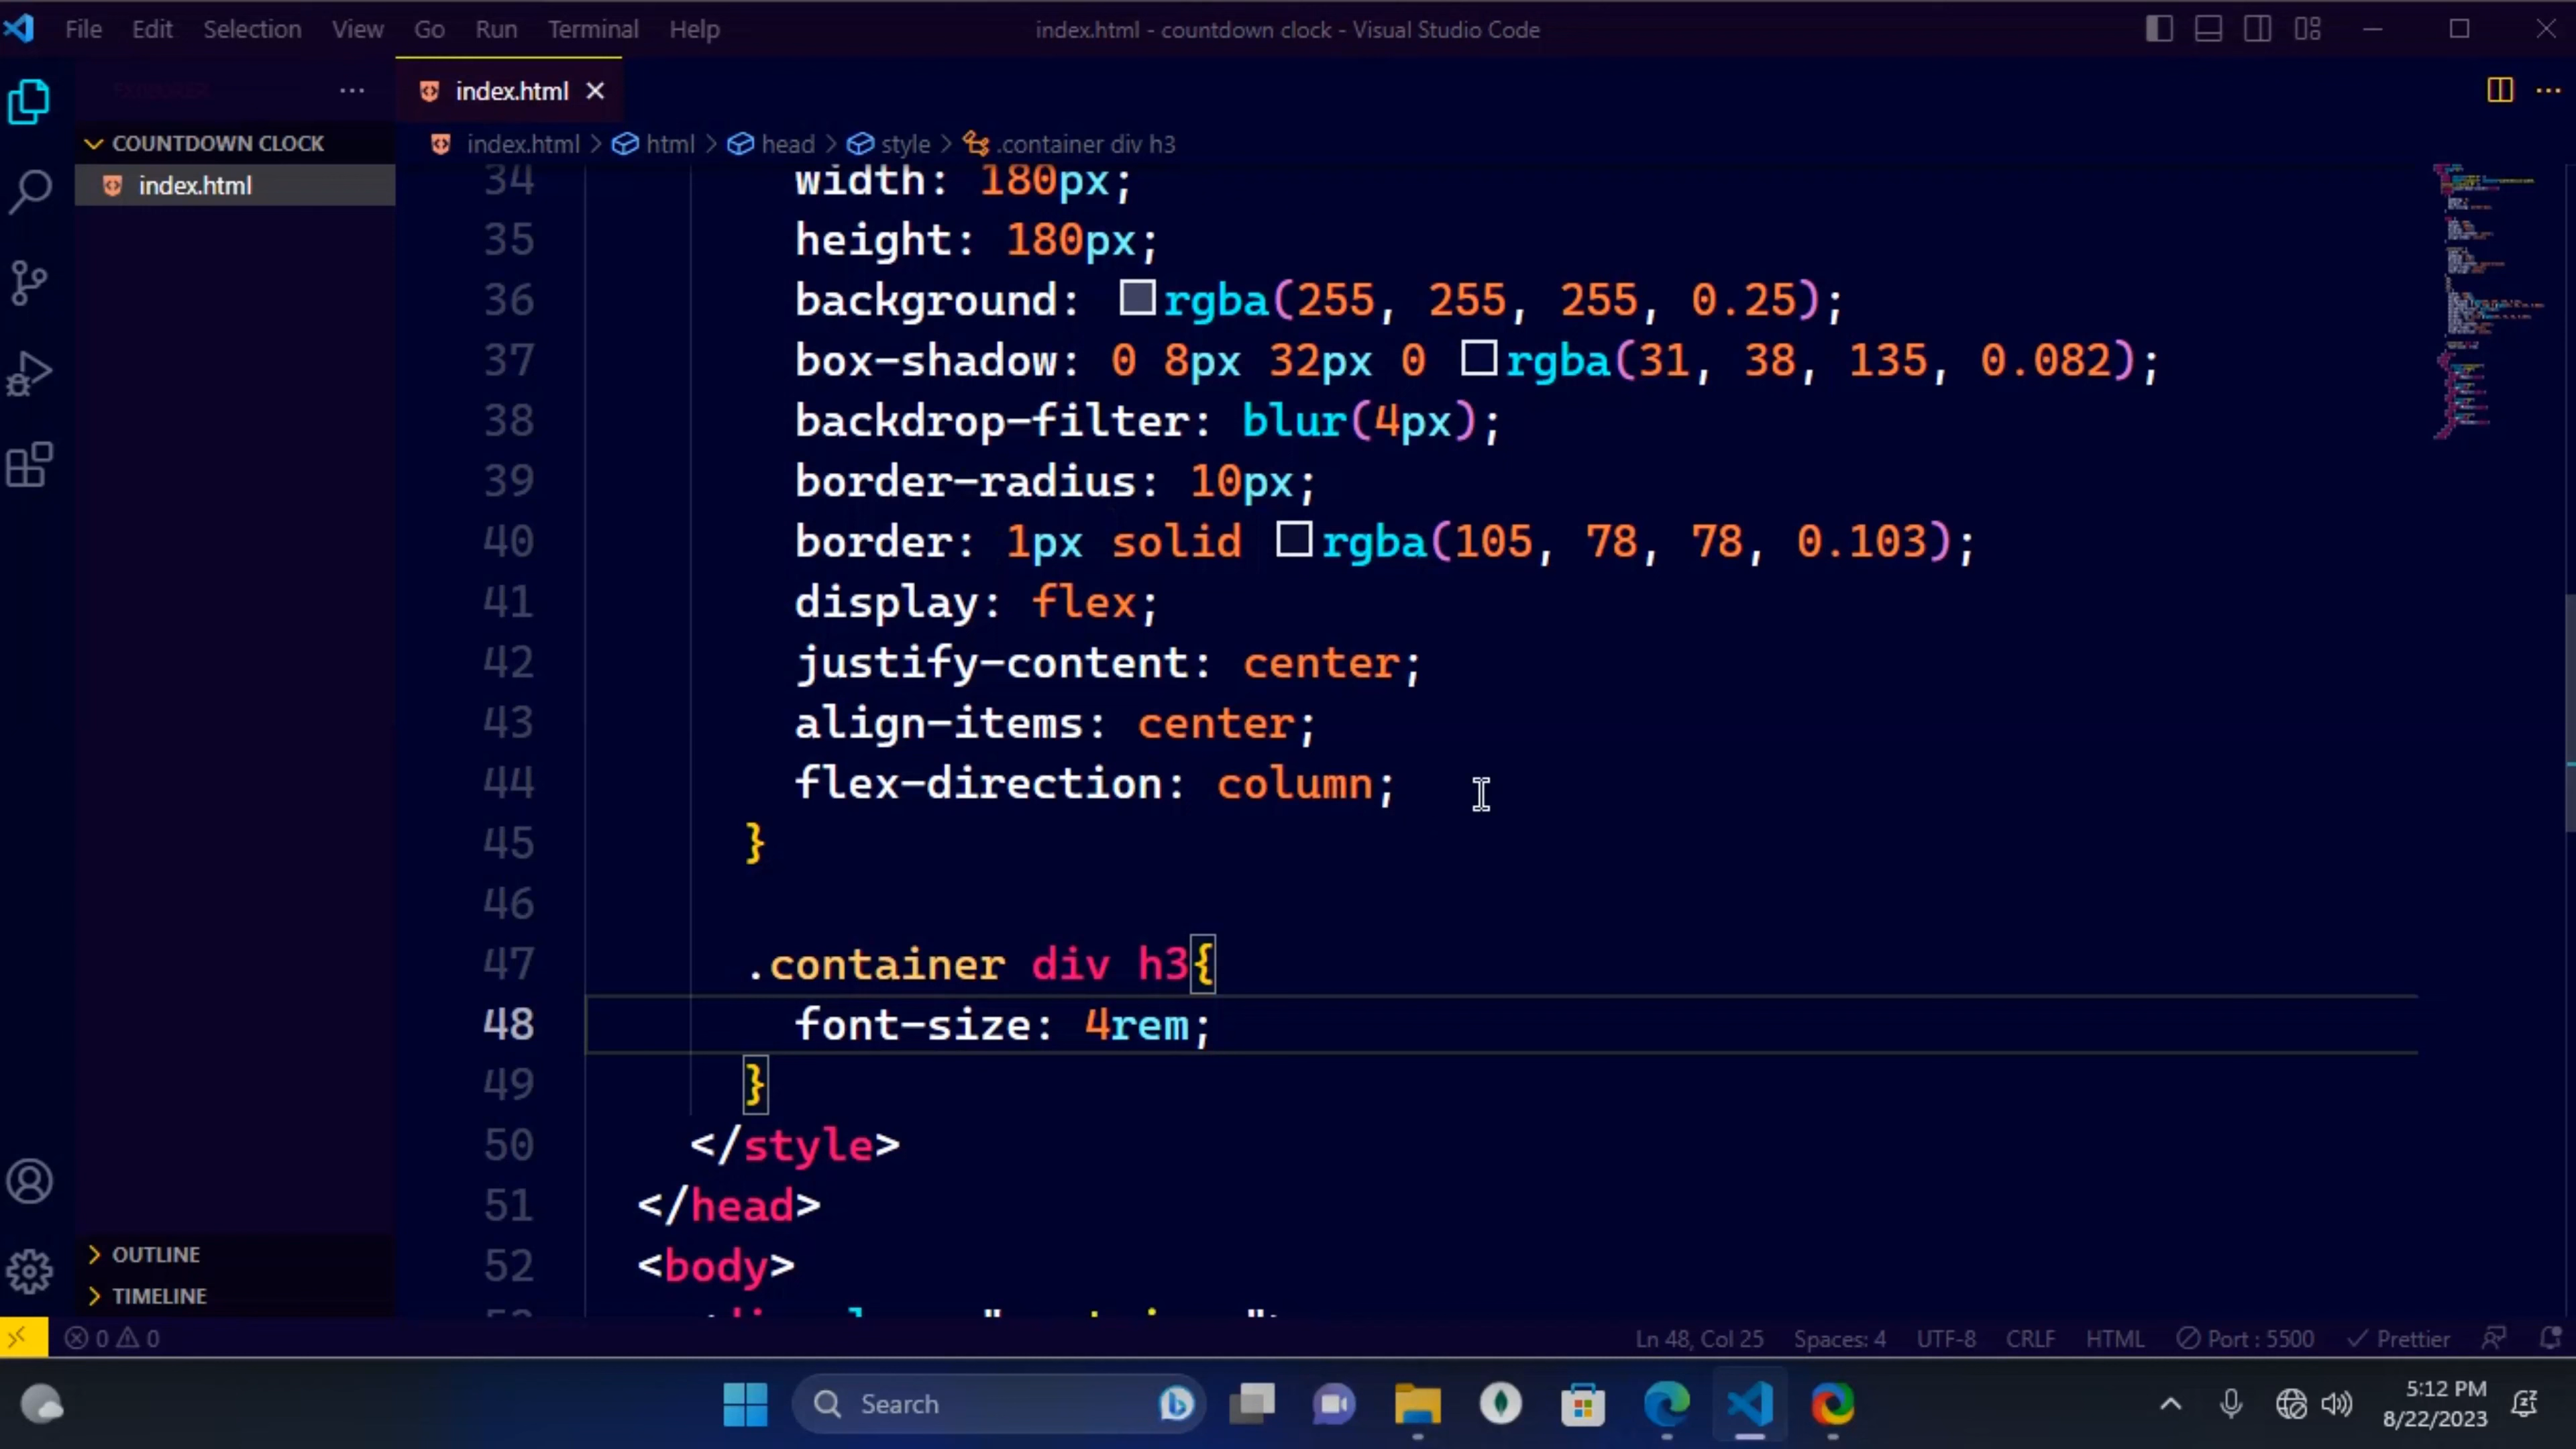 File Edit Selection View Go Run Terminal Help
index.html - countdown clock - Visual Studio Code
index.html
COUNTDOWN CLOCK
index.html
index.html > html > head > style > .container div h3
34 width: 180px;
35 height: 180px;
36 background: rgba(255, 255, 255, 0.25);
37 box-shadow: 0 8px 32px 0 rgba(31, 38, 135, 0.082);
38 backdrop-filter: blur(4px);
39 border-radius: 10px;
40 border: 1px solid rgba(105, 78, 78, 0.103);
41 display: flex;
42 justify-content: center;
43 align-items: center;
44 flex-direction: column;
45 }
46
47 .container div h3{
48 font-size: 4rem;
49 }
50 </style>
51 </head>
52 <body>
OUTLINE
TIMELINE
0 0
Ln 48, Col 25 Spaces: 4 UTF-8 CRLF HTML Port : 5500 Prettier
Search
5:12 PM
8/22/2023